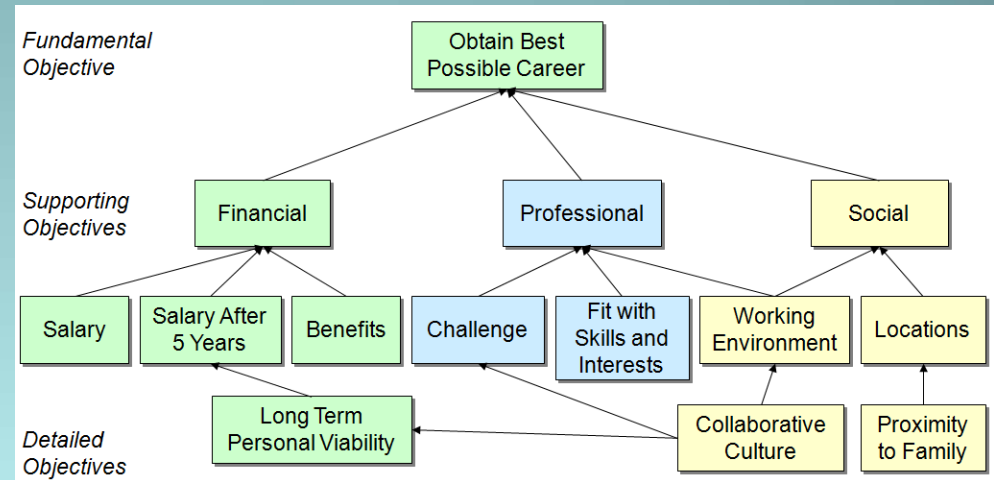 Fundamental
Objective
Obtain Best
Possible Career
Supporting
Objectives
Financial
Professional
Social
Salary
Salary After
5 Years
Benefits
Challenge
Fit with
Skills and
Interests
Working
Environment
Locations
Detailed
Objectives
Long Term
Personal Viability
Collaborative
Culture
Proximity
to Family